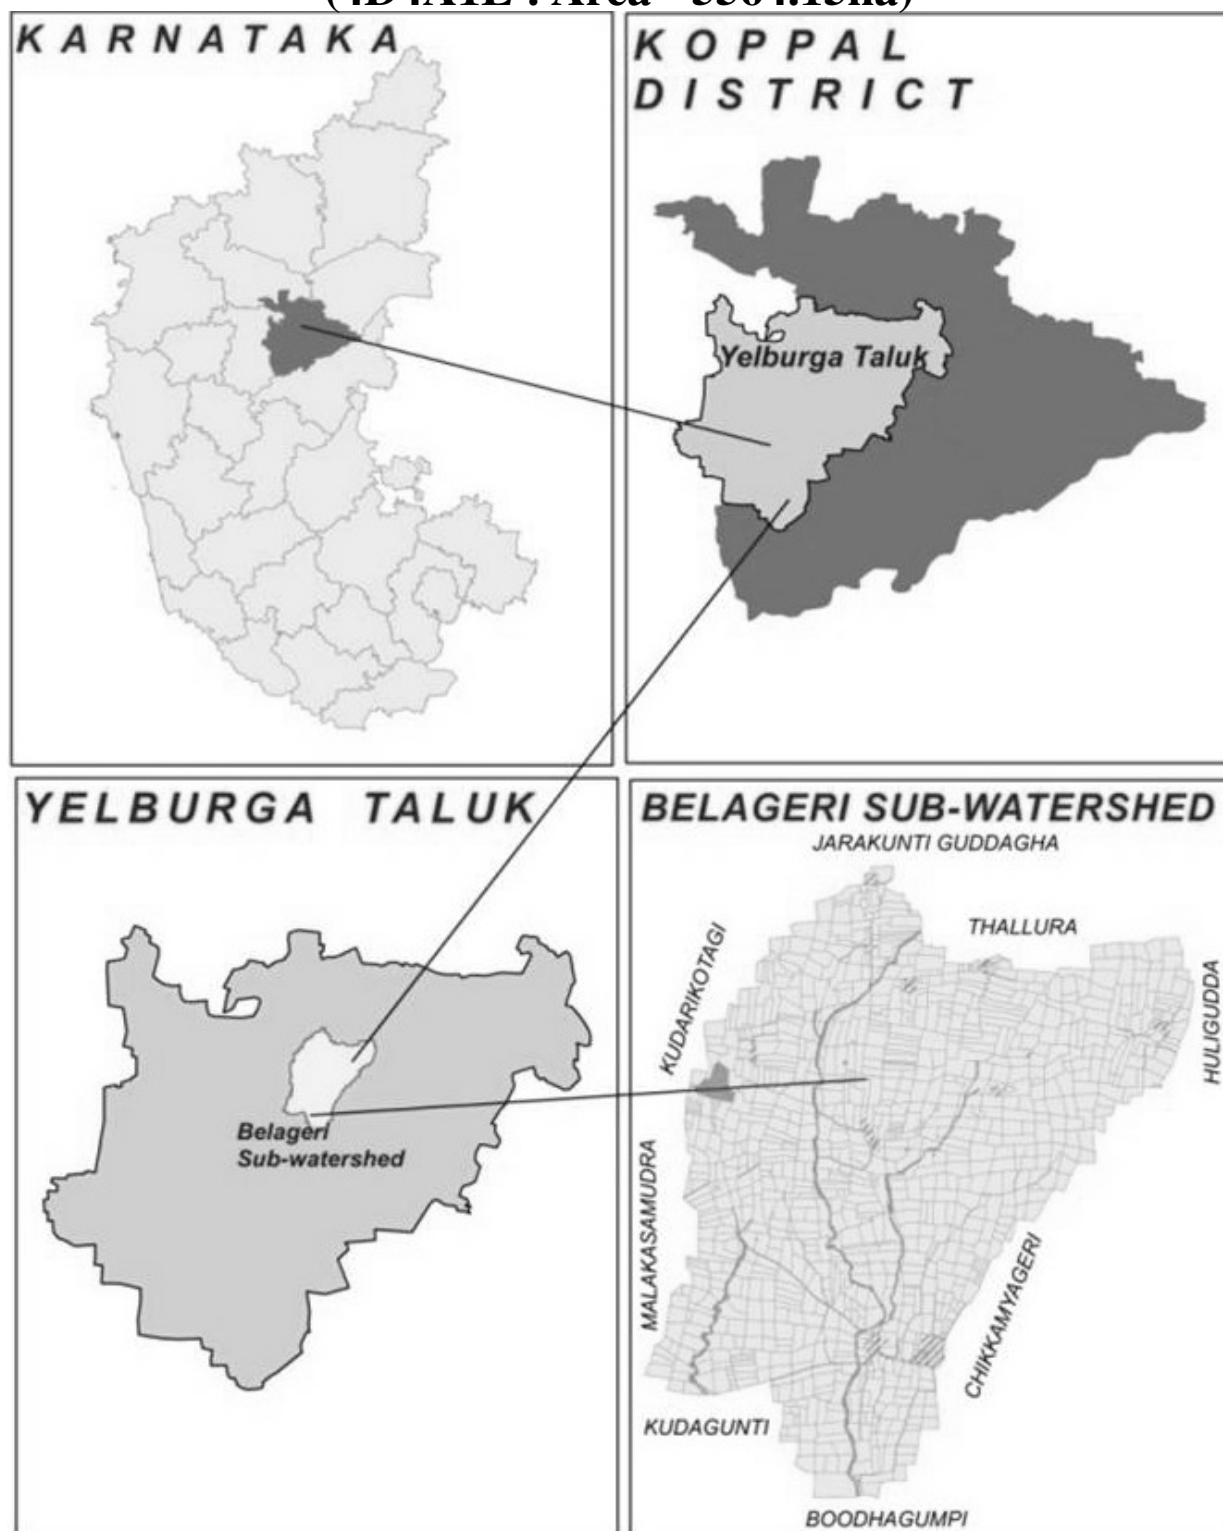 KARNATAKA
KOPPAL
DISTRICT
Yelburga Taluk
YELBURGA TALUK
Belageri
Sub-watershed
BELAGERI SUB-WATERSHED
JARAKUNTI GUDDAGHA
THALLURA
KUDARIKOTAGI
HULIGUDDA
MALAKASAMUDRA
CHIKKAMYAGERI
KUDAGUNTI
BOODHAGUMPI